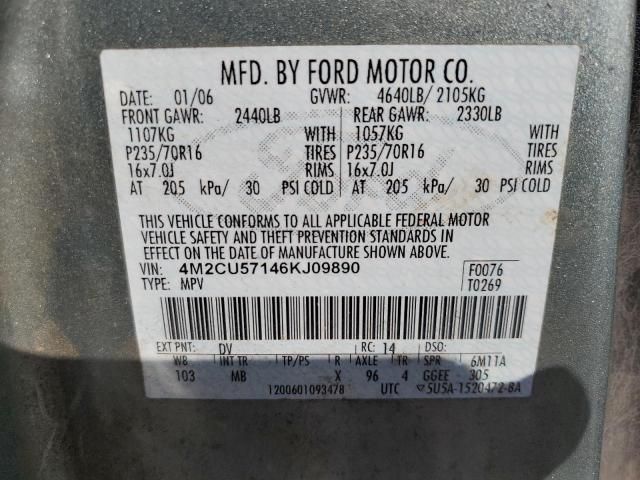 MFD. BY FORD MOTOR CO.
DATE: 01/06 GVWR: 4640LB/ 2105KG
FRONT GAWR: 2440LB REAR GAWR: 2330LB
1107KG WITH 1057KG WITH
P235/70R16 TIRES P235/70R16 TIRES
16x7.0J RIMS 16x7.0J RIMS
AT 205 kPa/ 30 PSI COLD AT 205 kPa/ 30 PSI COLD
THIS VEHICLE CONFORMS TO ALL APPLICABLE FEDERAL MOTOR
VEHICLE SAFETY AND THEFT PREVENTION STANDARDS IN
EFFECT ON THE DATE OF MANUFACTURE SHOWN ABOVE.
VIN: 4M2CU57146KJ09890 F0076
TYPE: MPV T0269
EXT PNT: DV RC: 14 DSO:
WB INT TR TP/PS R AXLE TR SPR 6M11A
103 MB X 96 4 GGEE 305
1200601093478 UTC ▽5U5A-1520472-BA